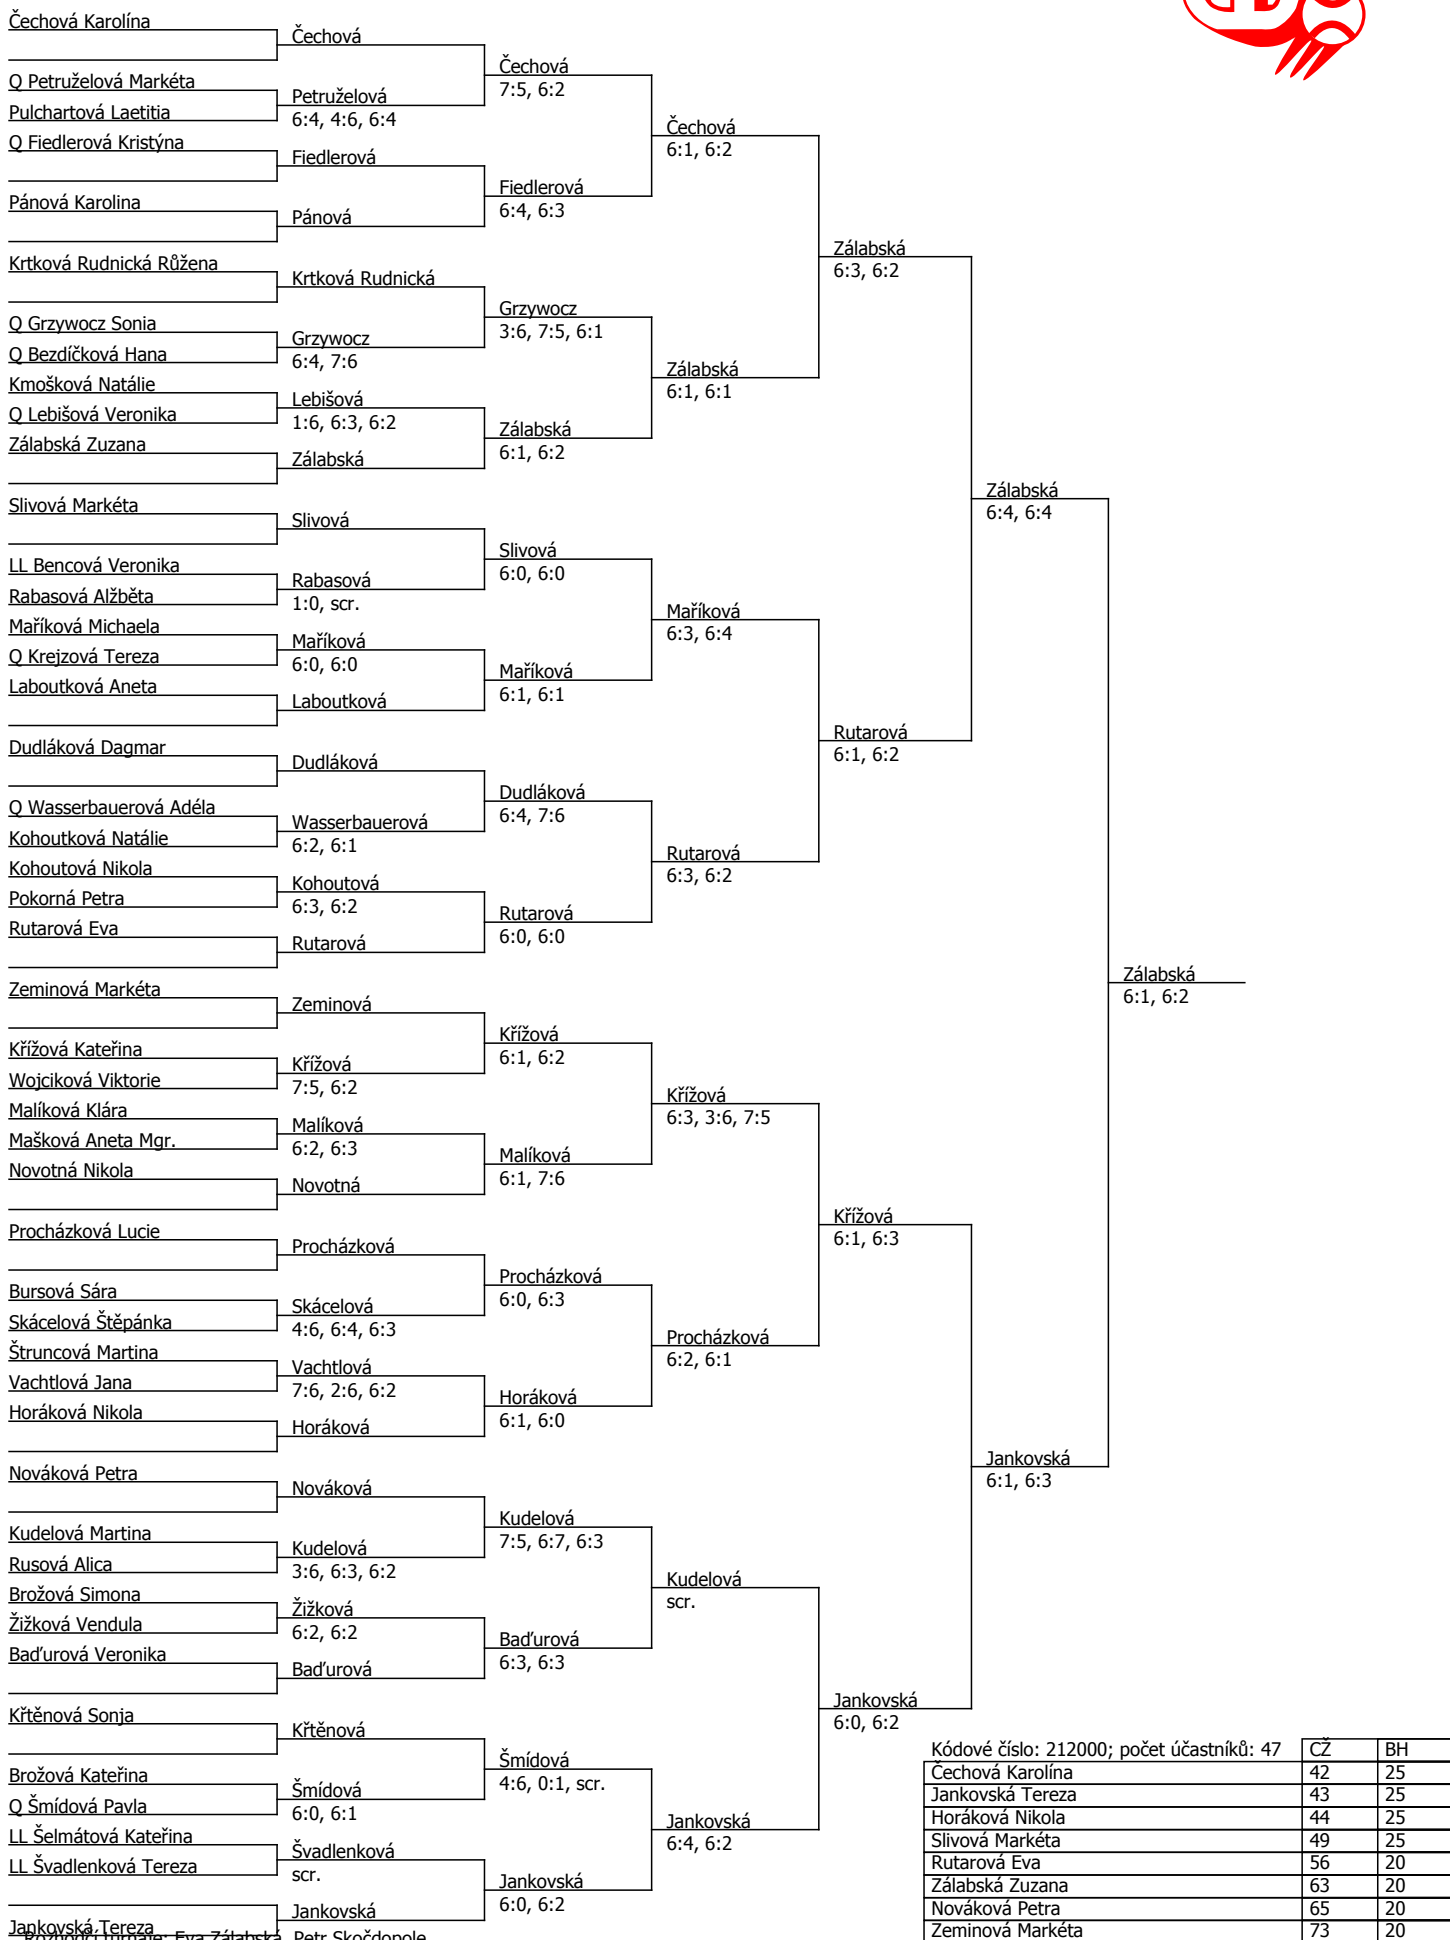 Čechová Karolína
Q Petruželová Markéta
Pulchartová Laetitia
Q Fiedlerová Kristýna
Pánová Karolina
Krtková Rudnická Růžena
Q Grzywocz Sonia
Q Bezdíčková Hana
Kmošková Natálie
Q Lebišová Veronika
Zálabská Zuzana
Slivová Markéta
LL Bencová Veronika
Rabasová Alžběta
Maříková Michaela
Q Krejzová Tereza
Laboutková Aneta
Dudláková Dagmar
Q Wasserbauerová Adéla
Kohoutková Natálie
Kohoutová Nikola
Pokorná Petra
Rutarová Eva
Zeminová Markéta
Křížová Kateřina
Wojciková Viktorie
Malíková Klára
Mašková Aneta Mgr.
Novotná Nikola
Procházková Lucie
Bursová Sára
Skácelová Štěpánka
Štruncová Martina
Vachtlová Jana
Horáková Nikola
Nováková Petra
Kudelová Martina
Rusová Alica
Brožová Simona
Žižková Vendula
Baďurová Veronika
Křtěnová Sonja
Brožová Kateřina
Q Šmídová Pavla
LL Šelmátová Kateřina
LL Švadlenková Tereza
Jankovská Tereza
Rozhodčí turnaje: Eva Zálabská, Petr Skočdopole
Čechová
Petruželová
6:4, 4:6, 6:4
Fiedlerová
Pánová
Krtková Rudnická
Grzywocz
6:4, 7:6
Lebišová
1:6, 6:3, 6:2
Zálabská
Slivová
Rabasová
1:0, scr.
Maříková
6:0, 6:0
Laboutková
Dudláková
Wasserbauerová
6:2, 6:1
Kohoutová
6:3, 6:2
Rutarová
Zeminová
Křížová
7:5, 6:2
Malíková
6:2, 6:3
Novotná
Procházková
Skácelová
4:6, 6:4, 6:3
Vachtlová
7:6, 2:6, 6:2
Horáková
Nováková
Kudelová
3:6, 6:3, 6:2
Žižková
6:2, 6:2
Baďurová
Křtěnová
Šmídová
6:0, 6:1
Švadlenková
scr.
Jankovská
Čechová
7:5, 6:2
Fiedlerová
6:4, 6:3
Grzywocz
3:6, 7:5, 6:1
Zálabská
6:1, 6:2
Slivová
6:0, 6:0
Maříková
6:1, 6:1
Dudláková
6:4, 7:6
Rutarová
6:0, 6:0
Křížová
6:1, 6:2
Malíková
6:1, 7:6
Procházková
6:0, 6:3
Horáková
6:1, 6:0
Kudelová
7:5, 6:7, 6:3
Baďurová
6:3, 6:3
Šmídová
4:6, 0:1, scr.
Jankovská
6:0, 6:2
Čechová
6:1, 6:2
Zálabská
6:1, 6:1
Maříková
6:3, 6:4
Rutarová
6:3, 6:2
Křížová
6:3, 3:6, 7:5
Procházková
6:2, 6:1
Kudelová
scr.
Jankovská
6:4, 6:2
Zálabská
6:3, 6:2
Rutarová
6:1, 6:2
Křížová
6:1, 6:3
Jankovská
6:0, 6:2
Zálabská
6:4, 6:4
Jankovská
6:1, 6:3
Zálabská
6:1, 6:2
Kódové číslo: 212000; počet účastníků: 47 CŽ BH
Čechová Karolína 42 25
Jankovská Tereza 43 25
Horáková Nikola 44 25
Slivová Markéta 49 25
Rutarová Eva 56 20
Zálabská Zuzana 63 20
Nováková Petra 65 20
Zeminová Markéta 73 20